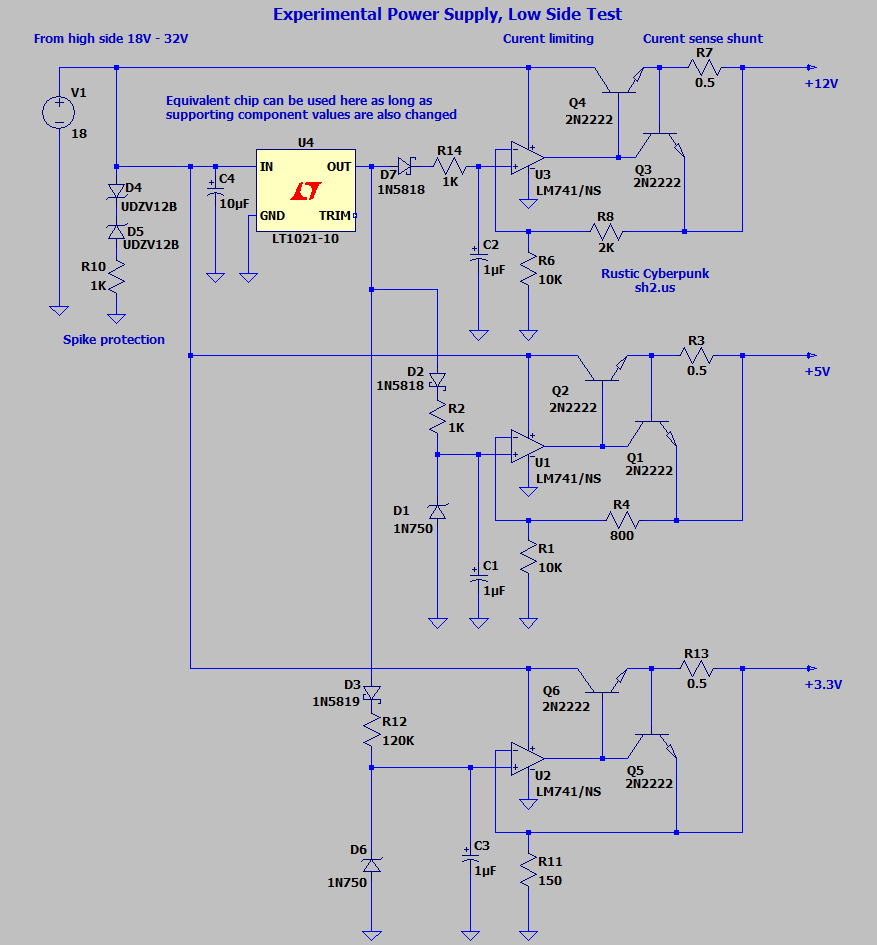 Experimental Power Supply, Low Side Test
From high side 18V - 32V
Curent limiting
Curent sense shunt
R7
0.5
+12V
V1
18
Equivalent chip can be used here as long as
supporting component values are also changed
Q4
2N2222
U4
IN
OUT
GND
TRIM
LT1021-10
D7
1N5818
R14
1K
U3
LM741/NS
Q3
2N2222
D4
UDZV12B
C4
10µF
D5
UDZV12B
R10
1K
Spike protection
C2
1µF
R8
2K
R6
10K
Rustic Cyberpunk
sh2.us
R3
0.5
+5V
D2
1N5818
Q2
2N2222
R2
1K
U1
LM741/NS
Q1
2N2222
D1
1N750
R4
800
C1
1µF
R1
10K
R13
0.5
+3.3V
D3
1N5819
Q6
2N2222
R12
120K
U2
LM741/NS
Q5
2N2222
D6
1N750
C3
1µF
R11
150